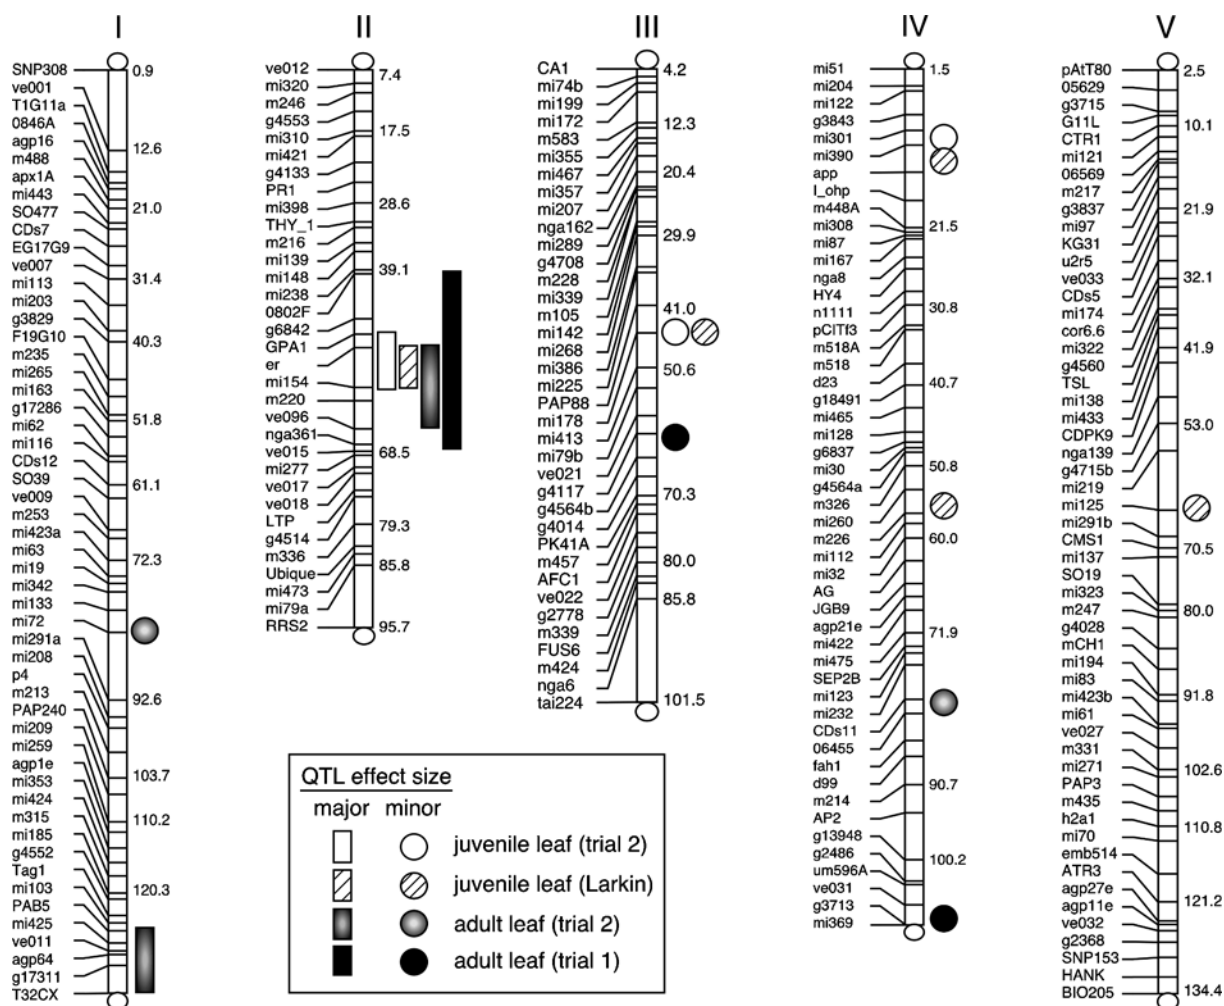 I
SNP308
ve001
T1G11a
0846A
agp16
m488
apx1A
mi443
SO477
CDs7
EG17G9
ve007
mi113
mi203
g3829
F19G10
m235
mi265
mi163
g17286
mi62
mi116
CDs12
SO39
ve009
m253
mi423a
mi63
mi19
mi342
mi133
mi72
mi291a
mi208
p4
m213
PAP240
mi209
mi259
agp1e
mi353
mi424
m315
mi185
g4552
Tag1
mi103
PAB5
mi425
ve011
agp64
g17311
T32CX
0.9
12.6
21.0
31.4
40.3
51.8
61.1
72.3
92.6
103.7
110.2
120.3
II
ve012
mi320
m246
g4553
mi310
mi421
g4133
PR1
mi398
THY_1
m216
mi139
mi148
mi238
0802F
g6842
GPA1
er
mi154
m220
ve096
nga361
ve015
mi277
ve017
ve018
LTP
g4514
m336
Ubique
mi473
mi79a
RRS2
7.4
17.5
28.6
39.1
68.5
79.3
85.8
95.7
III
CA1
mi74b
mi199
mi172
m583
mi355
mi467
mi357
mi207
nga162
mi289
g4708
m228
mi339
m105
mi142
mi268
mi386
mi225
PAP88
mi178
mi413
mi79b
ve021
g4117
g4564b
g4014
PK41A
m457
AFC1
ve022
g2778
m339
FUS6
m424
nga6
tai224
4.2
12.3
20.4
29.9
41.0
50.6
70.3
80.0
85.8
101.5
IV
mi51
mi204
mi122
g3843
mi301
mi390
app
l_ohp
m448A
mi308
mi87
mi167
nga8
HY4
n1111
pCITf3
m518A
m518
d23
g18491
mi465
mi128
g6837
mi30
g4564a
m326
mi260
m226
mi112
mi32
AG
JGB9
agp21e
mi422
mi475
SEP2B
mi123
mi232
CDs11
06455
fah1
d99
m214
AP2
g13948
g2486
um596A
ve031
g3713
mi369
1.5
21.5
30.8
40.7
50.8
60.0
71.9
90.7
100.2
V
pAtT80
05629
g3715
G11L
CTR1
mi121
06569
m217
g3837
mi97
KG31
u2r5
ve033
CDs5
mi174
cor6.6
mi322
g4560
TSL
mi138
mi433
CDPK9
nga139
g4715b
mi219
mi125
mi291b
CMS1
mi137
SO19
mi323
m247
g4028
mCH1
mi194
mi83
mi423b
mi61
ve027
m331
mi271
PAP3
m435
h2a1
mi70
emb514
ATR3
agp27e
agp11e
ve032
g2368
SNP153
HANK
BIO205
2.5
10.1
21.9
32.1
41.9
53.0
70.5
80.0
91.8
102.6
110.8
121.2
134.4
QTL effect size
major minor
juvenile leaf (trial 2)
juvenile leaf (Larkin)
adult leaf (trial 2)
adult leaf (trial 1)